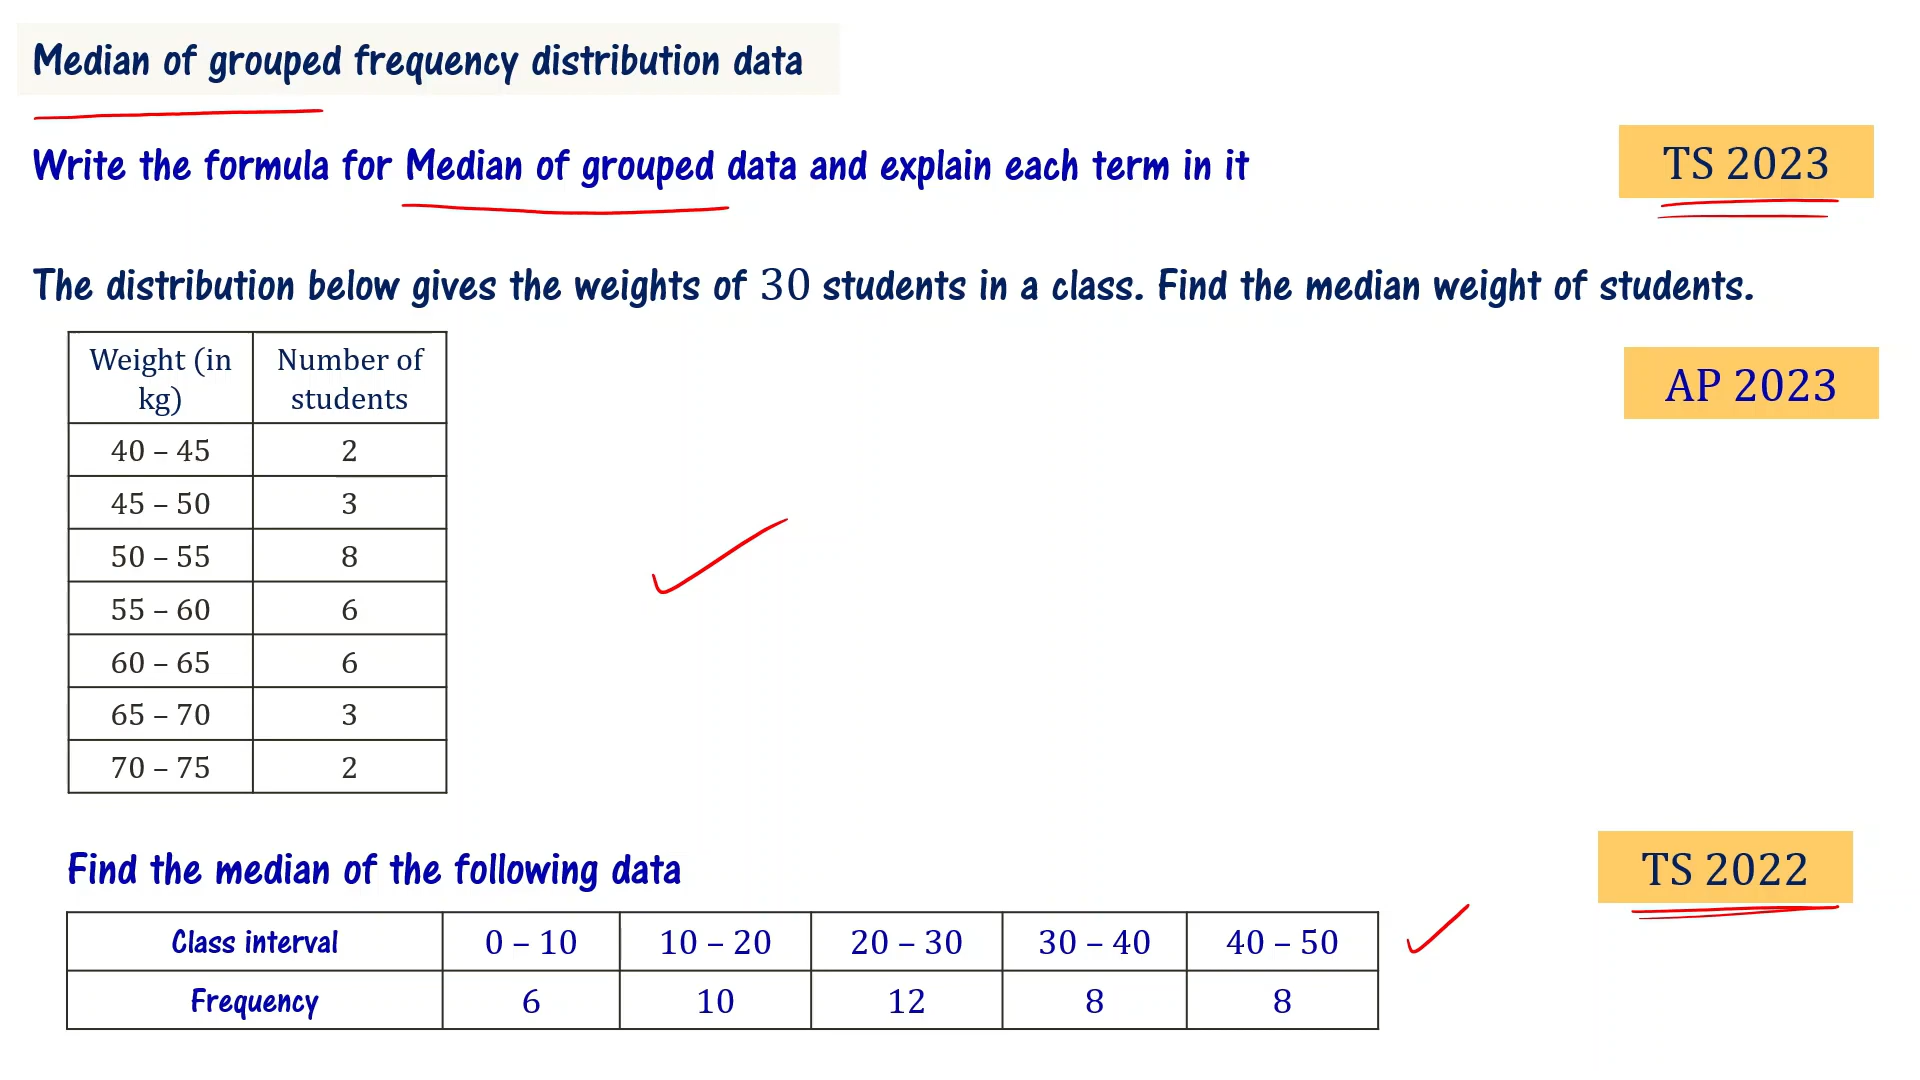 Median of grouped frequency distribution data
Write the formula for Median of grouped data and explain each term in it
TS 2023
The distribution below gives the weights of 30 students in a class. Find the median weight of students.
AP 2023
Weight (in kg) Number of students
40 – 45 2
45 – 50 3
50 – 55 8
55 – 60 6
60 – 65 6
65 – 70 3
70 – 75 2
Find the median of the following data
TS 2022
Class interval 0 – 10 10 – 20 20 – 30 30 – 40 40 – 50
Frequency 6 10 12 8 8